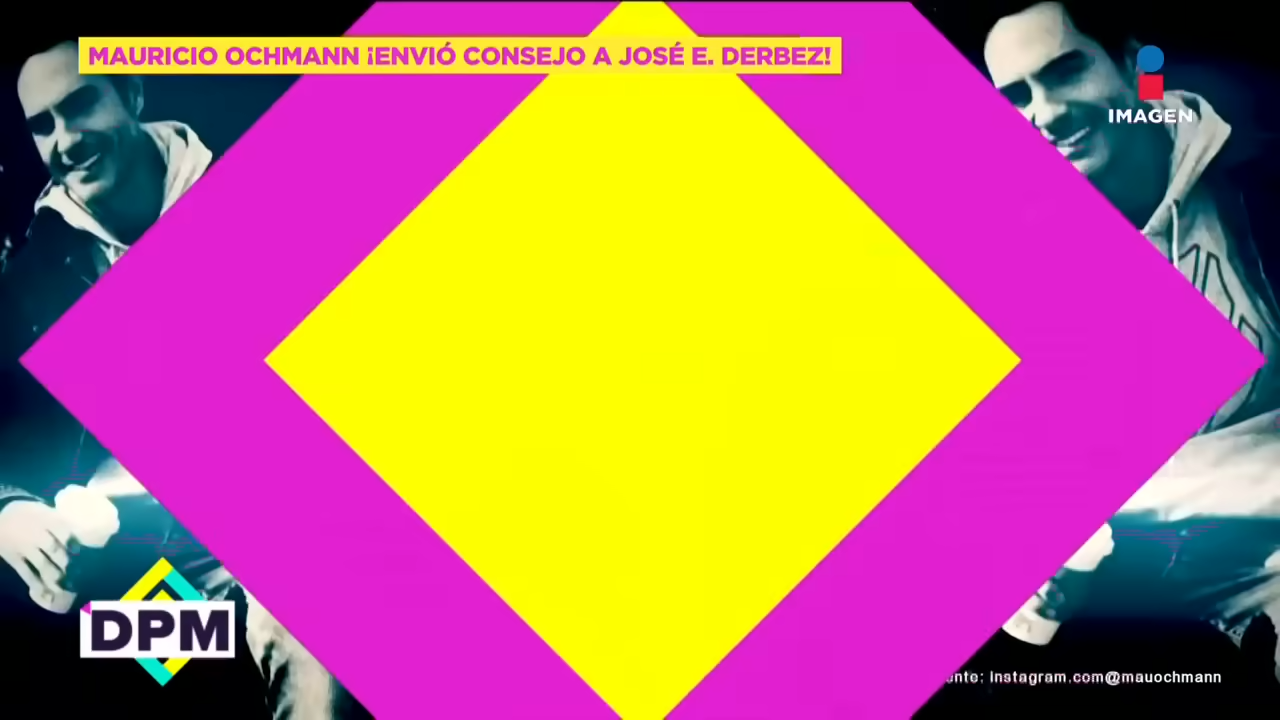 MAURICIO OCHMANN ¡ENVIÓ CONSEJO A JOSÉ E. DERBEZ!
IMAGEN
DPM
Instagram.com@mauochmann